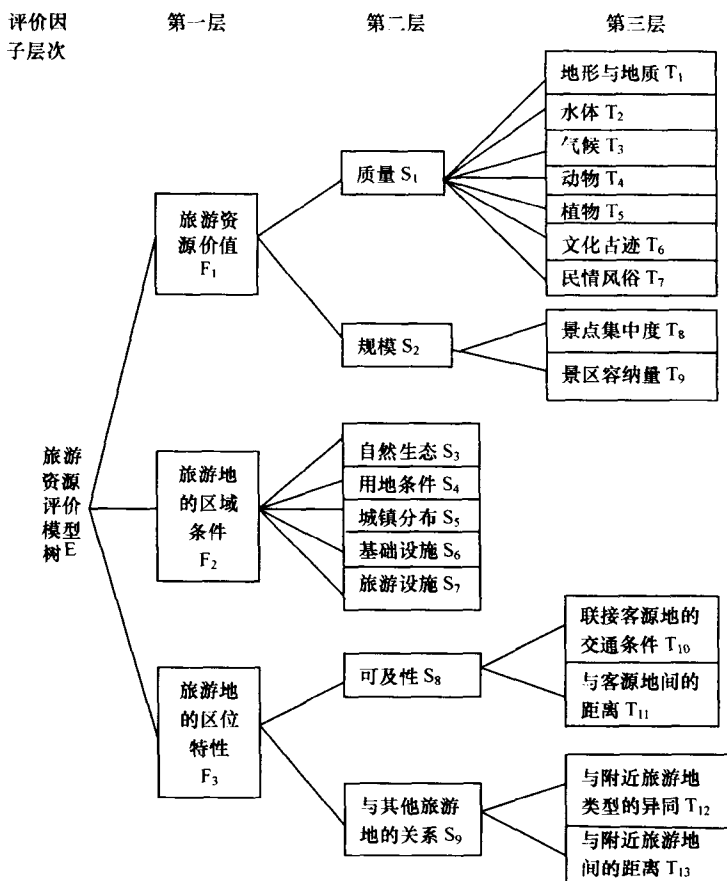 评价因 第一层 第二层 第三层
子层次
地形与地质 T₁
水体 T₂
气候 T₃
质量 S₁
动物 T₄
植物 T₅
旅游资
源价值
F₁
文化古迹 T₆
民情风俗 T₇
规模 S₂
景点集中度 T₈
景区容纳量 T₉
旅游
资源
评价
模型
树E
旅游地
的区域
条件
F₂
自然生态 S₃
用地条件 S₄
城镇分布 S₅
基础设施 S₆
旅游设施 S₇
旅游地
的区位
特性
F₃
可及性 S₈
联接客源地的
交通条件 T₁₀
与客源地间的
距离 T₁₁
与其他旅游
地的关系 S₉
与附近旅游地
类型的异同 T₁₂
与附近旅游地
间的距离 T₁₃